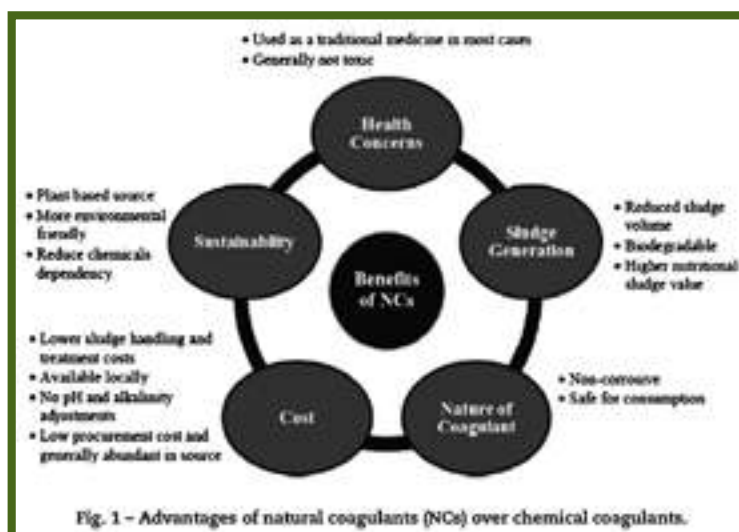 • Used as a traditional medicine in most cases
• Generally not toxic
Health
Concerns
• Plant based source
• More environmental
friendly
• Reduce chemicals
dependency
Sustainability
• Reduced sludge
volume
• Biodegradable
• Higher nutritional
sludge value
Sludge
Generation
Benefits
of NCs
• Lower sludge handling and
treatment costs
• Available locally
• No pH and alkalinity
adjustments
• Low procurement cost and
generally abundant in source
Cost
Nature of
Coagulant
• Non-corrosive
• Safe for consumption
Fig. 1 – Advantages of natural coagulants (NCs) over chemical coagulants.